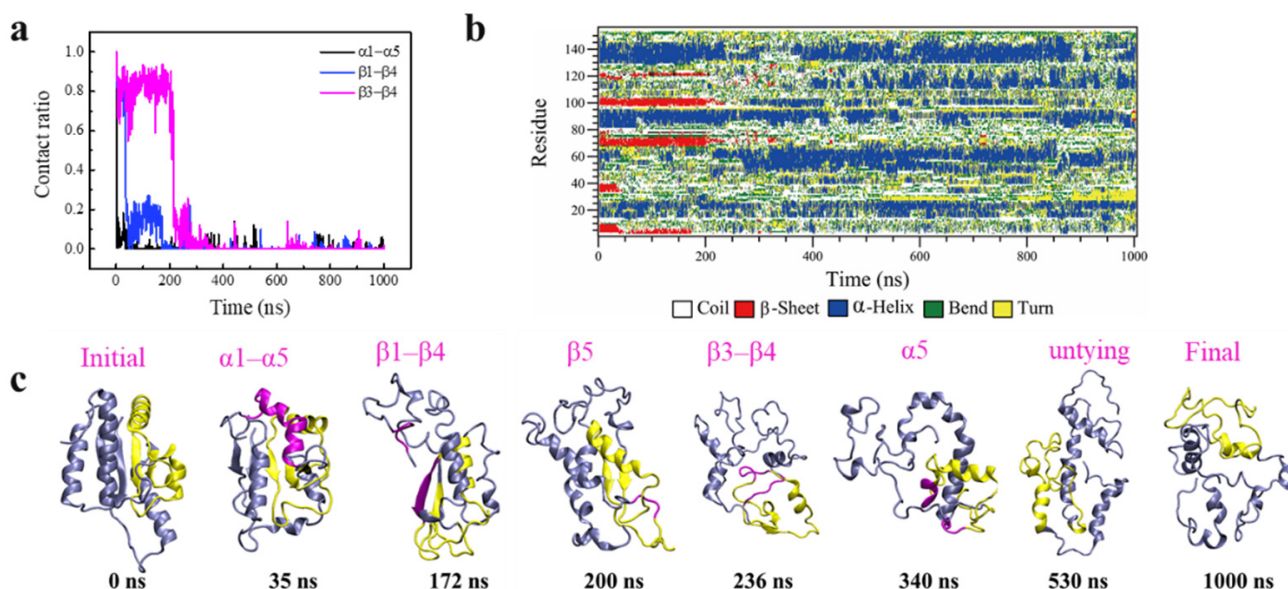 a
α1–α5
β1–β4
β3–β4
1.0
0.8
0.6
0.4
0.2
0.0
Contact ratio
0 200 400 600 800 1000
Time (ns)
b
140
120
100
80
60
40
20
Residue
0 200 400 600 800 1000
Time (ns)
Coil β-Sheet α-Helix Bend Turn
c
Initial α1–α5 β1–β4 β5 β3–β4 α5 untying Final
0 ns 35 ns 172 ns 200 ns 236 ns 340 ns 530 ns 1000 ns